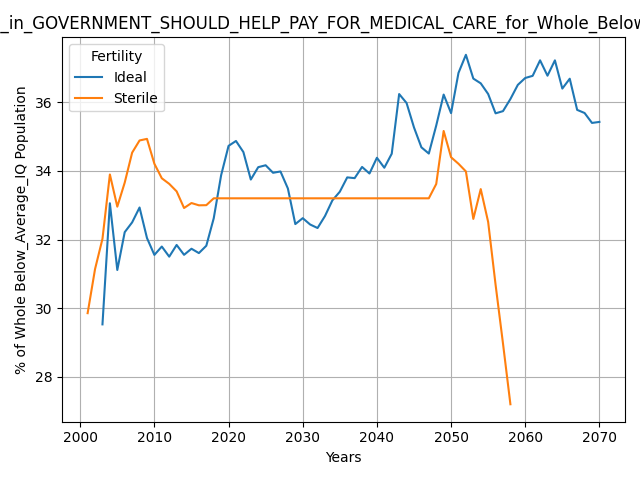 _in_GOVERNMENT_SHOULD_HELP_PAY_FOR_MEDICAL_CARE_for_Whole_Below
Fertility
Ideal
Sterile
% of Whole Below_Average_IQ Population
36
34
32
30
28
2000 2010 2020 2030 2040 2050 2060 2070
Years